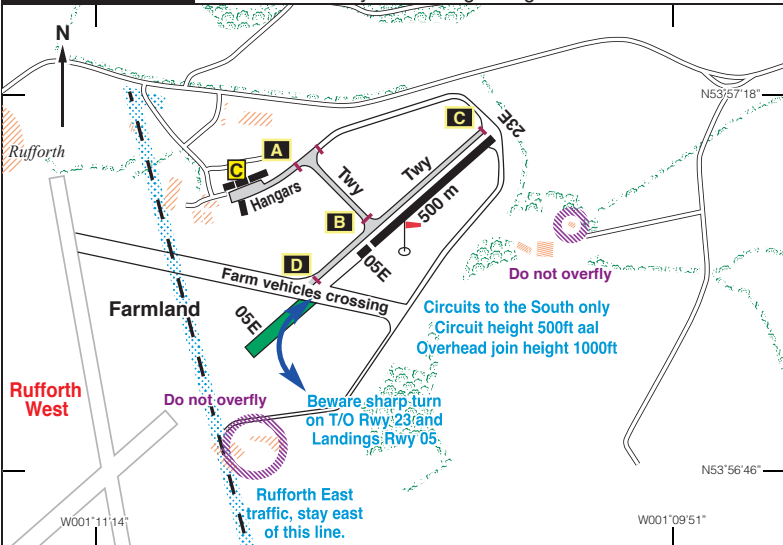 N
N53°57'18"
Rufforth
A
C
C
23E
Hangars
Twy
Twy
500 m
B
05E
D
Farm vehicles crossing
05E
Do not overfly
Farmland
Circuits to the South only
Circuit height 500ft aal
Overhead join height 1000ft
Rufforth
West
Do not overfly
Beware sharp turn
on T/O Rwy 23 and
Landings Rwy 05
N53°56'46"
Rufforth East
traffic, stay east
of this line.
W001°11'14"
W001°09'51"